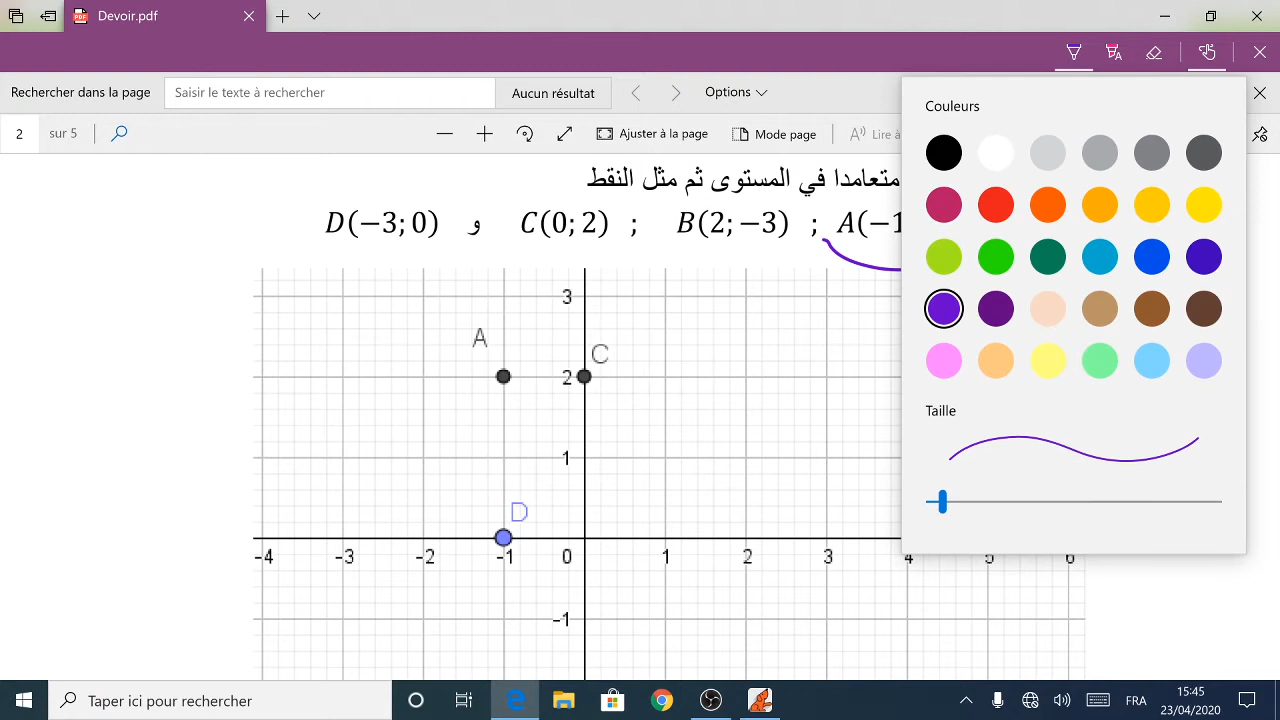 Devoir.pdf
Rechercher dans la page
Saisir le texte à rechercher
Aucun résultat
Options
2
sur 5
Ajuster à la page
Mode page
A
Lire à
متعامدا في المستوى ثم مثل النقط
D(−3; 0) و C(0; 2) ; B(2; −3) ; A(−1
3
A
C
2
1
D
-4 -3 -2 -1 0 1 2 3 4 5 6
-1
Couleurs
Taille
Taper ici pour rechercher
FRA
15:45
23/04/2020